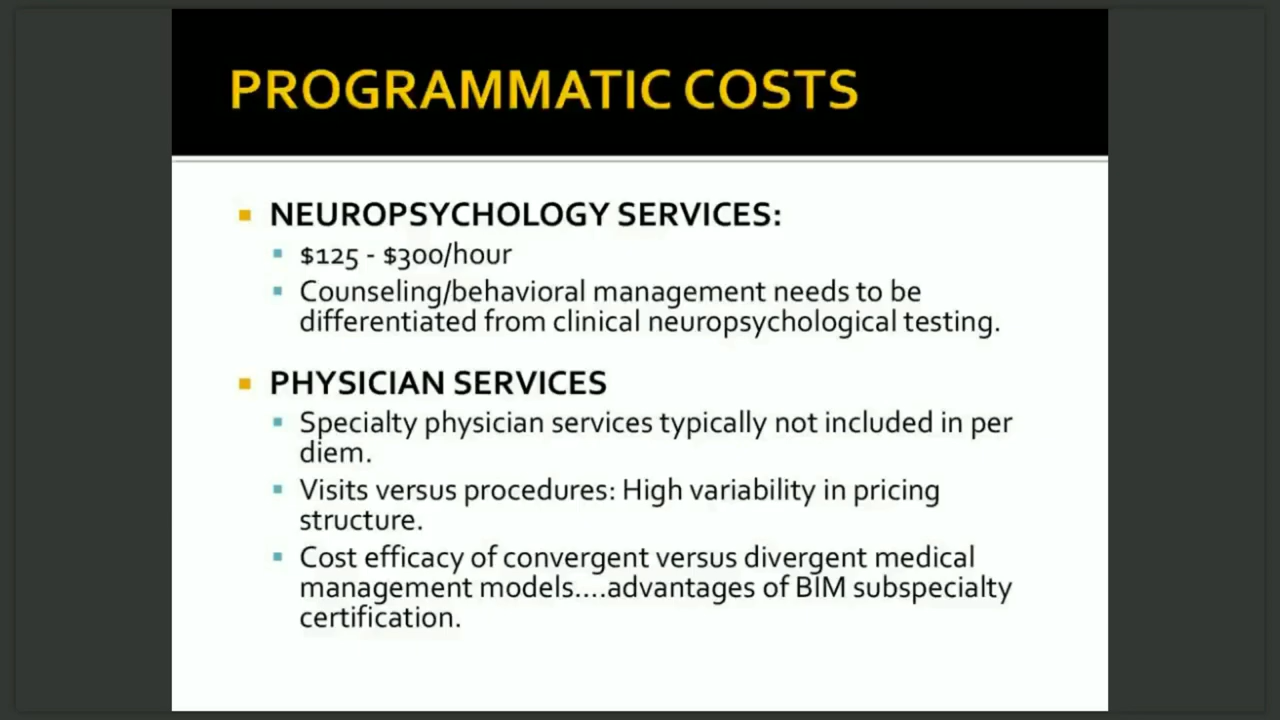 PROGRAMMATIC COSTS
NEUROPSYCHOLOGY SERVICES:
$125 - $300/hour
Counseling/behavioral management needs to be
differentiated from clinical neuropsychological testing.
PHYSICIAN SERVICES
Specialty physician services typically not included in per
diem.
Visits versus procedures: High variability in pricing
structure.
Cost efficacy of convergent versus divergent medical
management models....advantages of BIM subspecialty
certification.